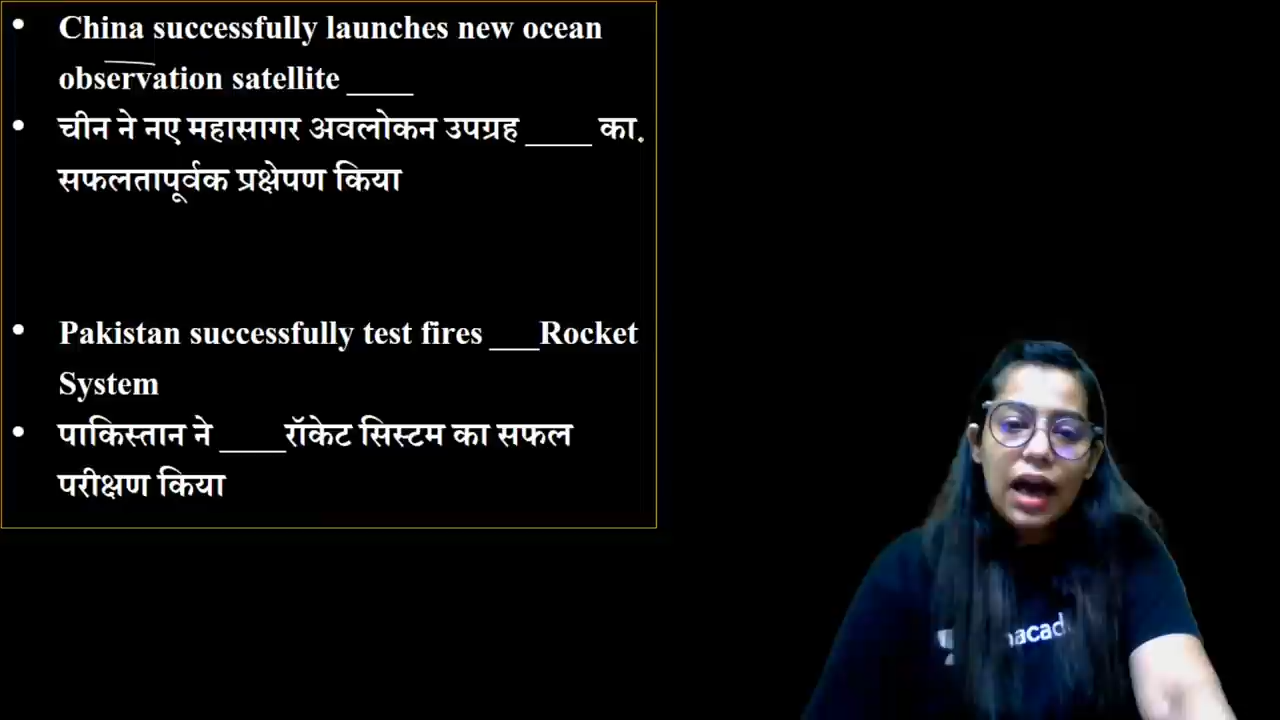 China successfully launches new ocean
observation satellite ____
चीन ने नए महासागर अवलोकन उपग्रह ____ का.
सफलतापूर्वक प्रक्षेपण किया
Pakistan successfully test fires ___Rocket
System
पाकिस्तान ने ____रॉकेट सिस्टम का सफल
परीक्षण किया